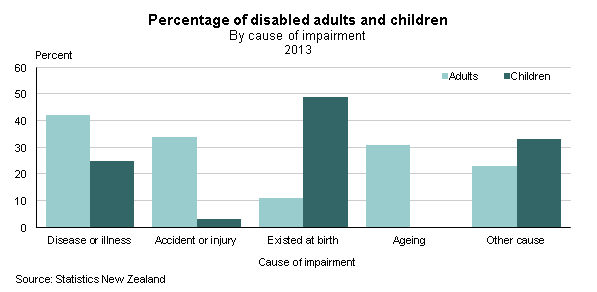 Percentage of disabled adults and children
By cause of impairment
2013
Percent
60
50
40
30
20
10
0
Adults
Children
Disease or illness
Accident or injury
Existed at birth
Ageing
Other cause
Cause of impairment
Source: Statistics New Zealand